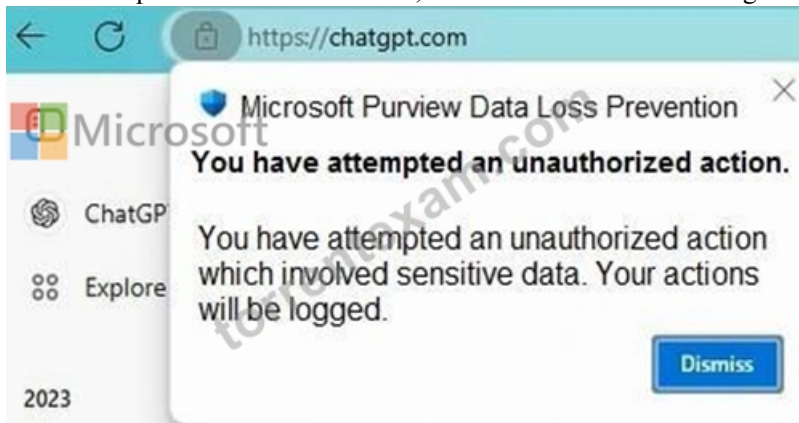 https://chatgpt.com
Microsoft Purview Data Loss Prevention
Microsoft
You have attempted an unauthorized action.
ChatGP
You have attempted an unauthorized action
which involved sensitive data. Your actions
Explore
will be logged.
torrentexam.com
Dismiss
2023